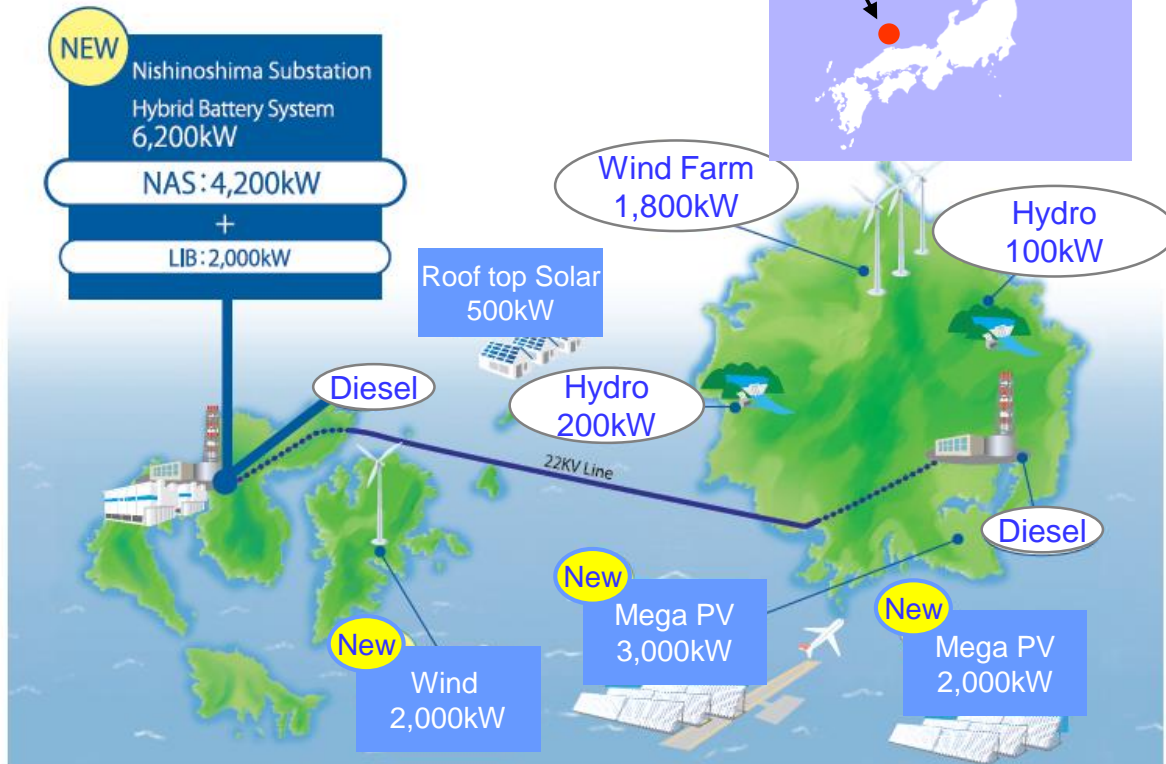 NEW
Nishinoshima Substation
Hybrid Battery System
6,200kW
NAS:4,200kW
+
LIB:2,000kW
Wind Farm
1,800kW
Hydro
100kW
Roof top Solar
500kW
Diesel
Hydro
200kW
22KV Line
Diesel
New
Mega PV
3,000kW
New
Mega PV
2,000kW
New
Wind
2,000kW